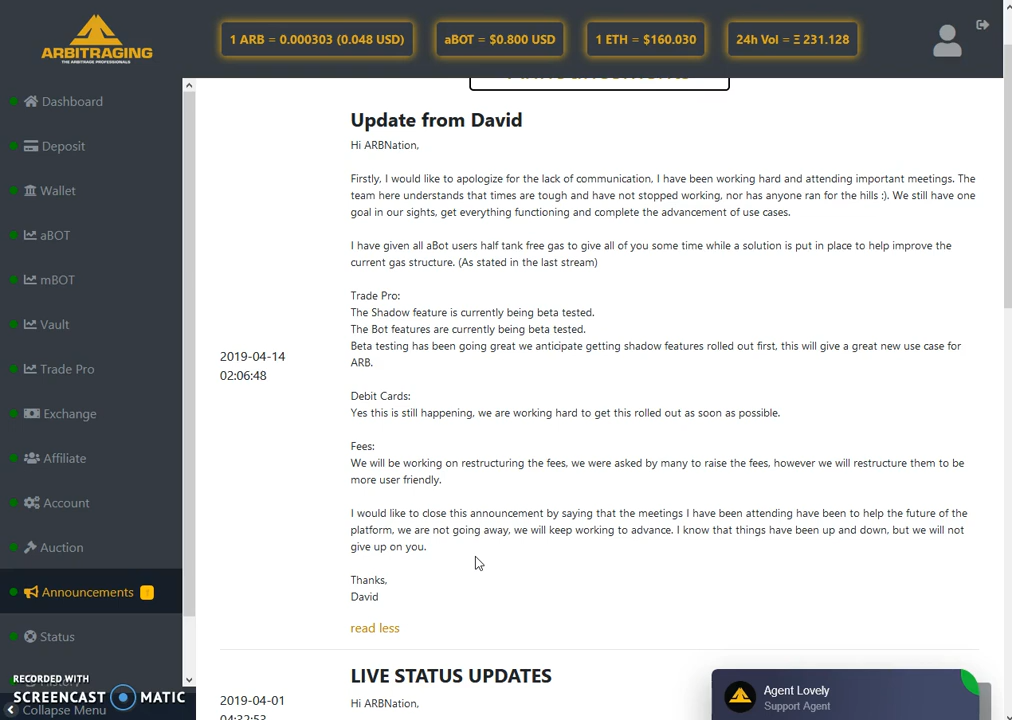 ARBITRAGING
THE ARBITRAGE PROFESSIONALS
1 ARB = 0.000303 (0.048 USD)
aBOT = $0.800 USD
1 ETH = $160.030
24h Vol = Ξ 231.128
Dashboard
Deposit
Wallet
aBOT
mBOT
Vault
Trade Pro
Exchange
Affiliate
Account
Auction
Announcements
Status
RECORDED WITH
SCREENCAST MATIC
Collapse Menu
Update from David
Hi ARBNation,
Firstly, I would like to apologize for the lack of communication, I have been working hard and attending important meetings. The
team here understands that times are tough and have not stopped working, nor has anyone ran for the hills :). We still have one
goal in our sights, get everything functioning and complete the advancement of use cases.
I have given all aBot users half tank free gas to give all of you some time while a solution is put in place to help improve the
current gas structure. (As stated in the last stream)
Trade Pro:
The Shadow feature is currently being beta tested.
The Bot features are currently being beta tested.
Beta testing has been going great we anticipate getting shadow features rolled out first, this will give a great new use case for
ARB.
2019-04-14
02:06:48
Debit Cards:
Yes this is still happening, we are working hard to get this rolled out as soon as possible.
Fees:
We will be working on restructuring the fees, we were asked by many to raise the fees, however we will restructure them to be
more user friendly.
I would like to close this announcement by saying that the meetings I have been attending have been to help the future of the
platform, we are not going away, we will keep working to advance. I know that things have been up and down, but we will not
give up on you.
Thanks,
David
read less
LIVE STATUS UPDATES
2019-04-01
04:32:53
Hi ARBNation,
Agent Lovely
Support Agent